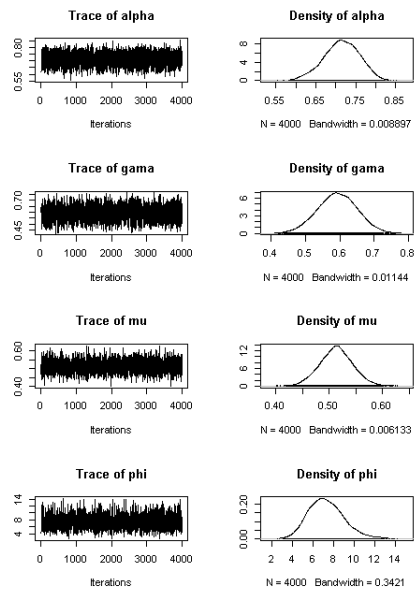 Trace of alpha
0.55 0.80
0 1000 2000 3000 4000
Iterations
Density of alpha
0 4 8
0.55 0.65 0.75 0.85
N = 4000 Bandwidth = 0.008897
Trace of gama
0.45 0.70
0 1000 2000 3000 4000
Iterations
Density of gama
0 3 6
0.4 0.5 0.6 0.7 0.8
N = 4000 Bandwidth = 0.01144
Trace of mu
0.40 0.60
0 1000 2000 3000 4000
Iterations
Density of mu
0 6 12
0.40 0.50 0.60
N = 4000 Bandwidth = 0.006133
Trace of phi
4 8 14
0 1000 2000 3000 4000
Iterations
Density of phi
0.00 0.20
2 4 6 8 10 14
N = 4000 Bandwidth = 0.3421